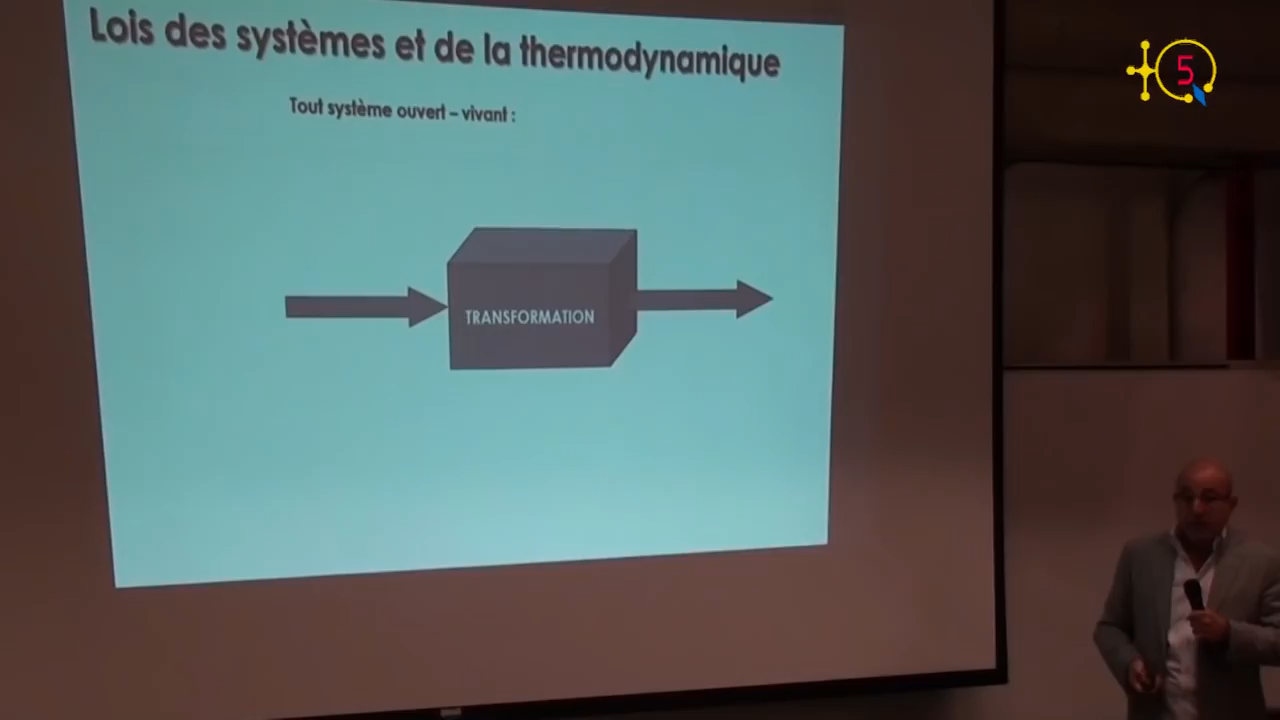 Lois des systèmes et de la thermodynamique
Tout système ouvert – vivant :
TRANSFORMATION
5